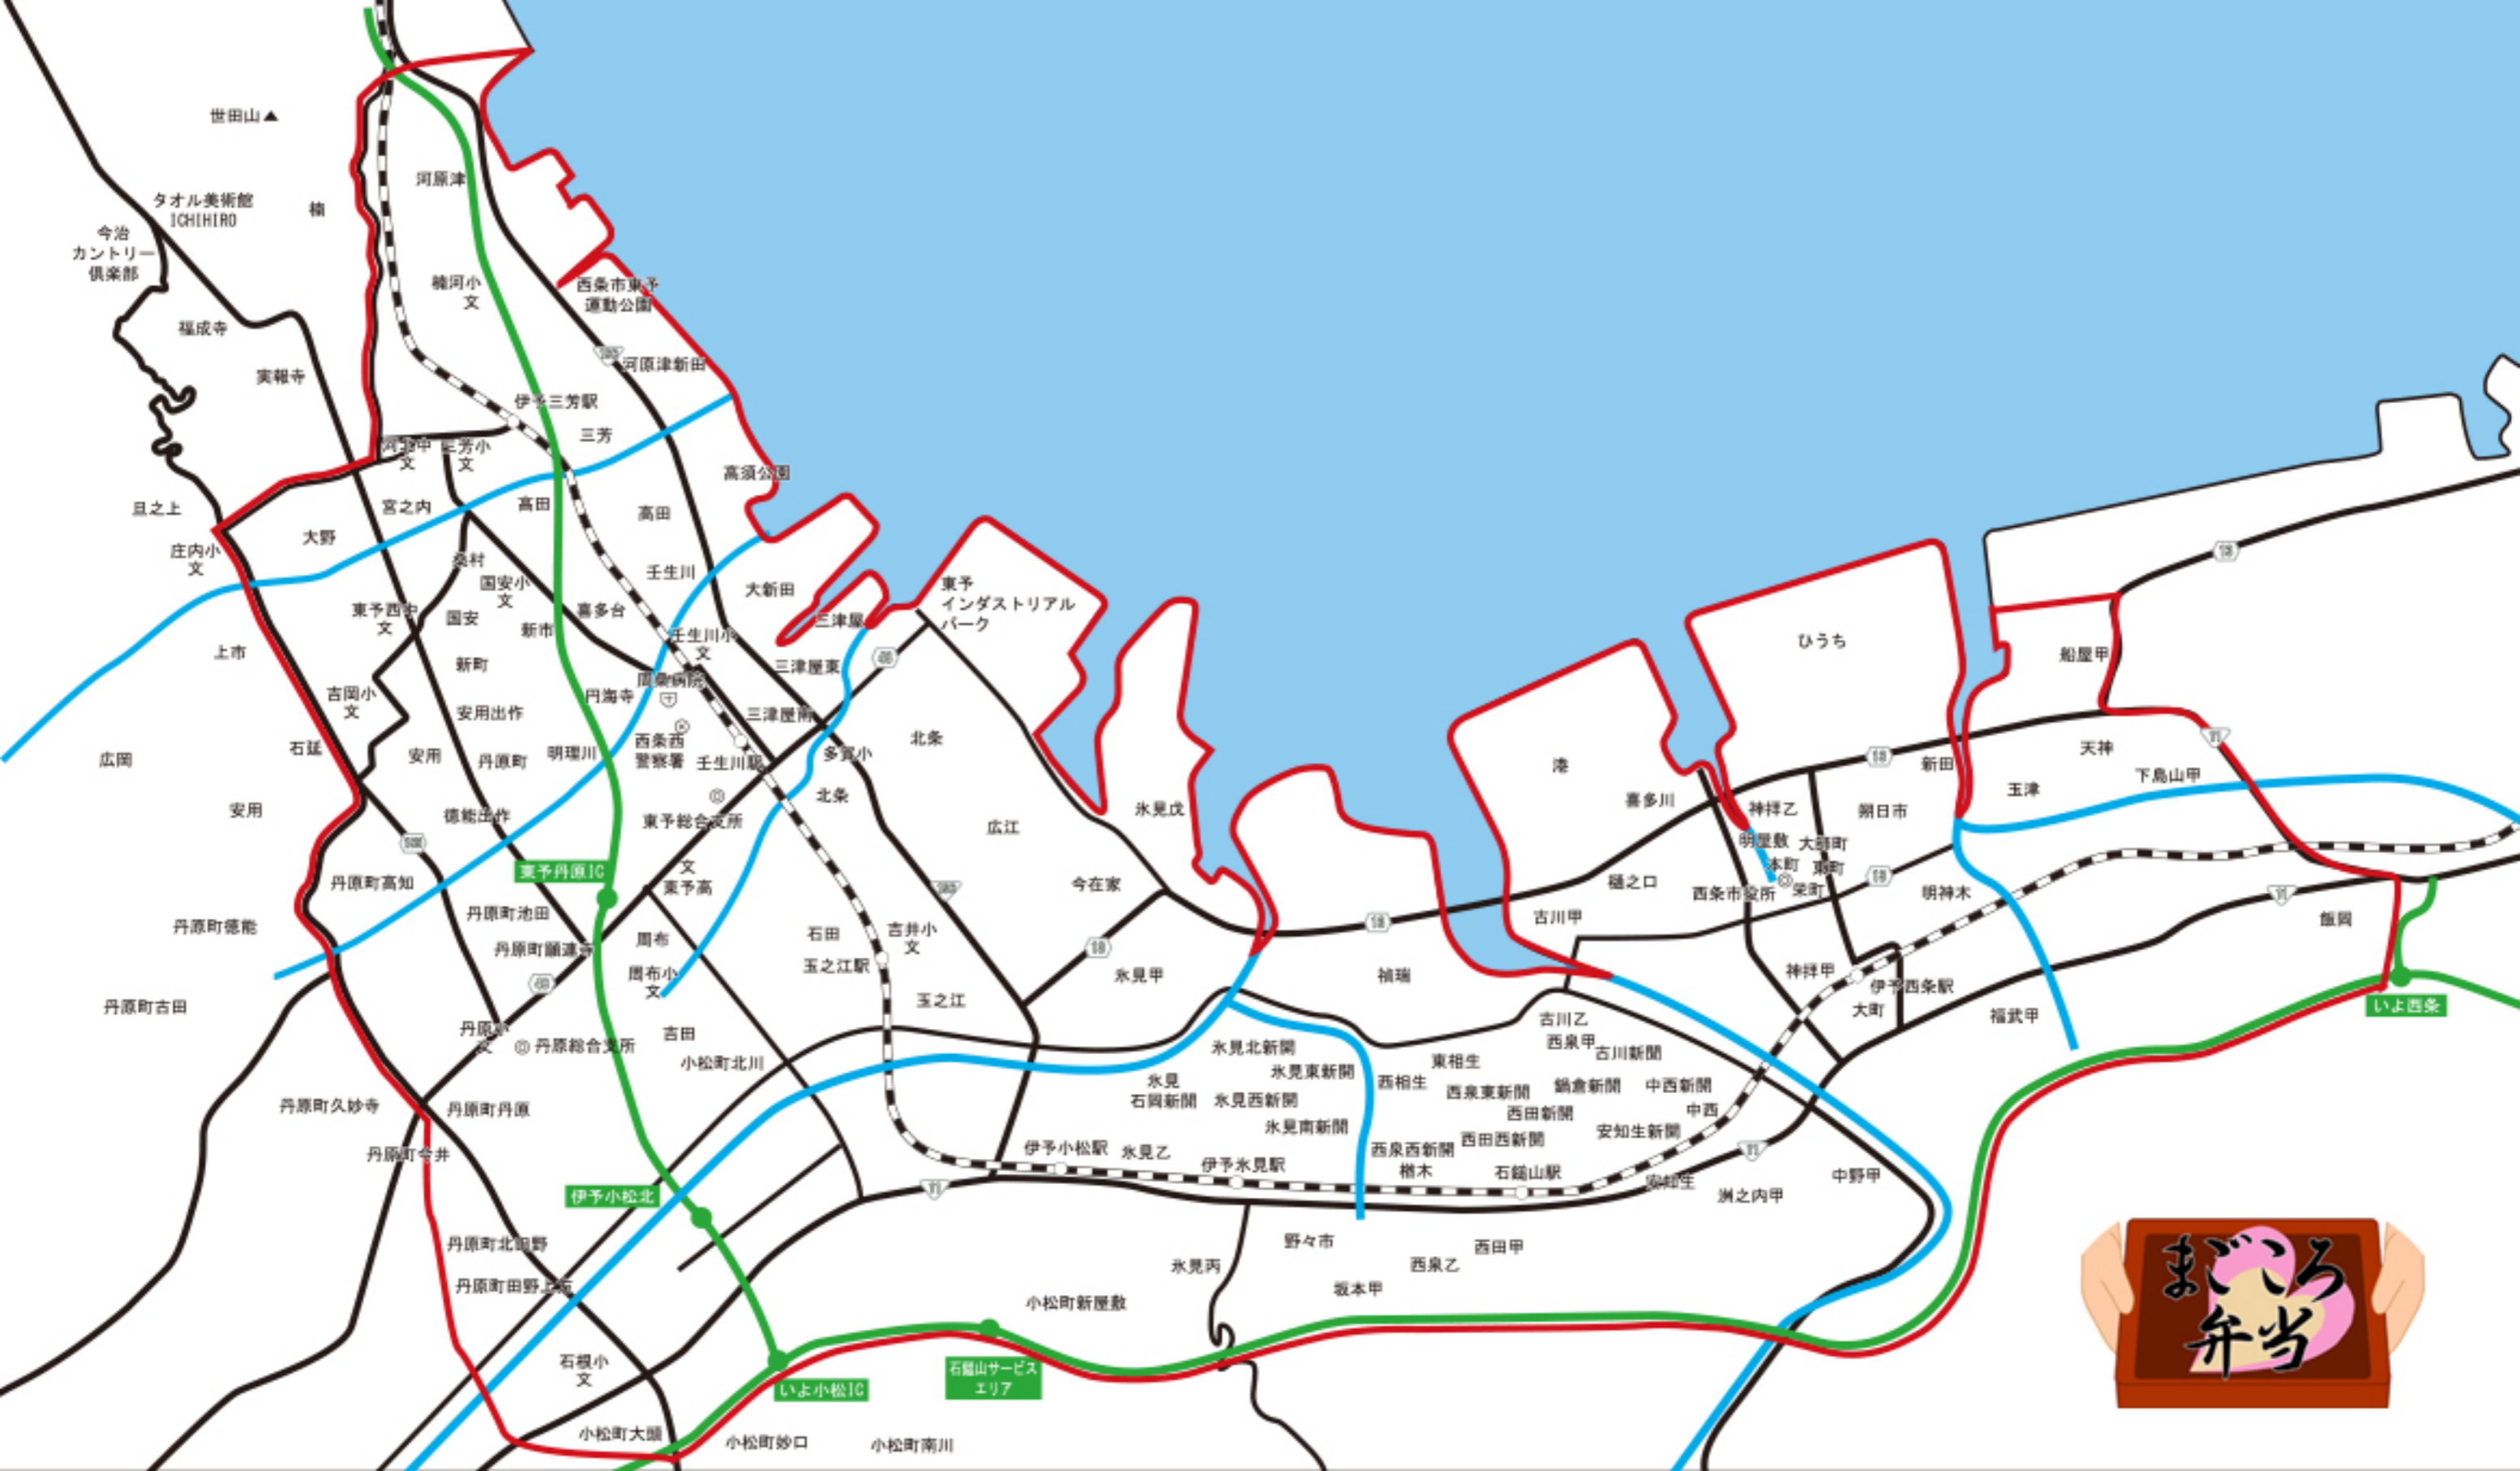 世田山▲
河原津
タオル美術館
ICHIHIRO
楠
今治
カントリー
倶楽部
楠河小
文
西条市東予
運動公園
福成寺
河原津新田
実報寺
伊予三芳駅
三芳
河北中
文
三芳小
文
高須公園
旦之上
宮之内
高田
高田
大野
庄内小
文
桑村
国安小
文
壬生川
大新田
東予
インダストリアル
パーク
東予西中
文
国安
喜多台
新市
三津屋
壬生川小
文
ひうち
上市
新町
周桑病院
三津屋東
48
船屋甲
13
吉岡小
文
円海寺
安用出作
三津屋南
石延
安用
丹原町
明理川
西条西
警察署
壬生川駅
多賀小
北条
広岡
港
13
新田
天神
11
下島山甲
玉津
安用
徳能出作
東予総合支所
北条
広江
氷見戊
喜多川
神拝乙
朔日市
明屋敷
大師町
本町
東町
栄町
13
東予丹原IC
文
東予高
丹原町高知
今在家
樋之口
西条市役所
明神木
11
丹原町池田
丹原町徳能
丹原町願連寺
周布
石田
吉井小
文
古川甲
飯岡
13
13
48
周布小
文
玉之江駅
氷見甲
禎瑞
神拝甲
伊予西条駅
大町
福武甲
いよ西条
丹原町古田
玉之江
丹原小
文
丹原総合支所
吉田
小松町北川
古川乙
西泉甲
古川新開
氷見北新開
東相生
氷見東新開
西相生
氷見
石岡新開
氷見西新開
西泉東新開
鍋倉新開
中西新開
西田新開
中西
丹原町久妙寺
丹原町丹原
氷見南新開
安知生新開
丹原町今井
伊予小松駅
氷見乙
伊予氷見駅
西泉西新開
楢木
西田西新開
石鎚山駅
11
安知生
中野甲
洲之内甲
伊予小松北
11
丹原町北田野
野々市
西田甲
西泉乙
氷見丙
坂本甲
丹原町田野上方
小松町新屋敷
石根小
文
いよ小松IC
石鎚山サービス
エリア
小松町大頭
小松町妙口
小松町南川
まごころ
弁当